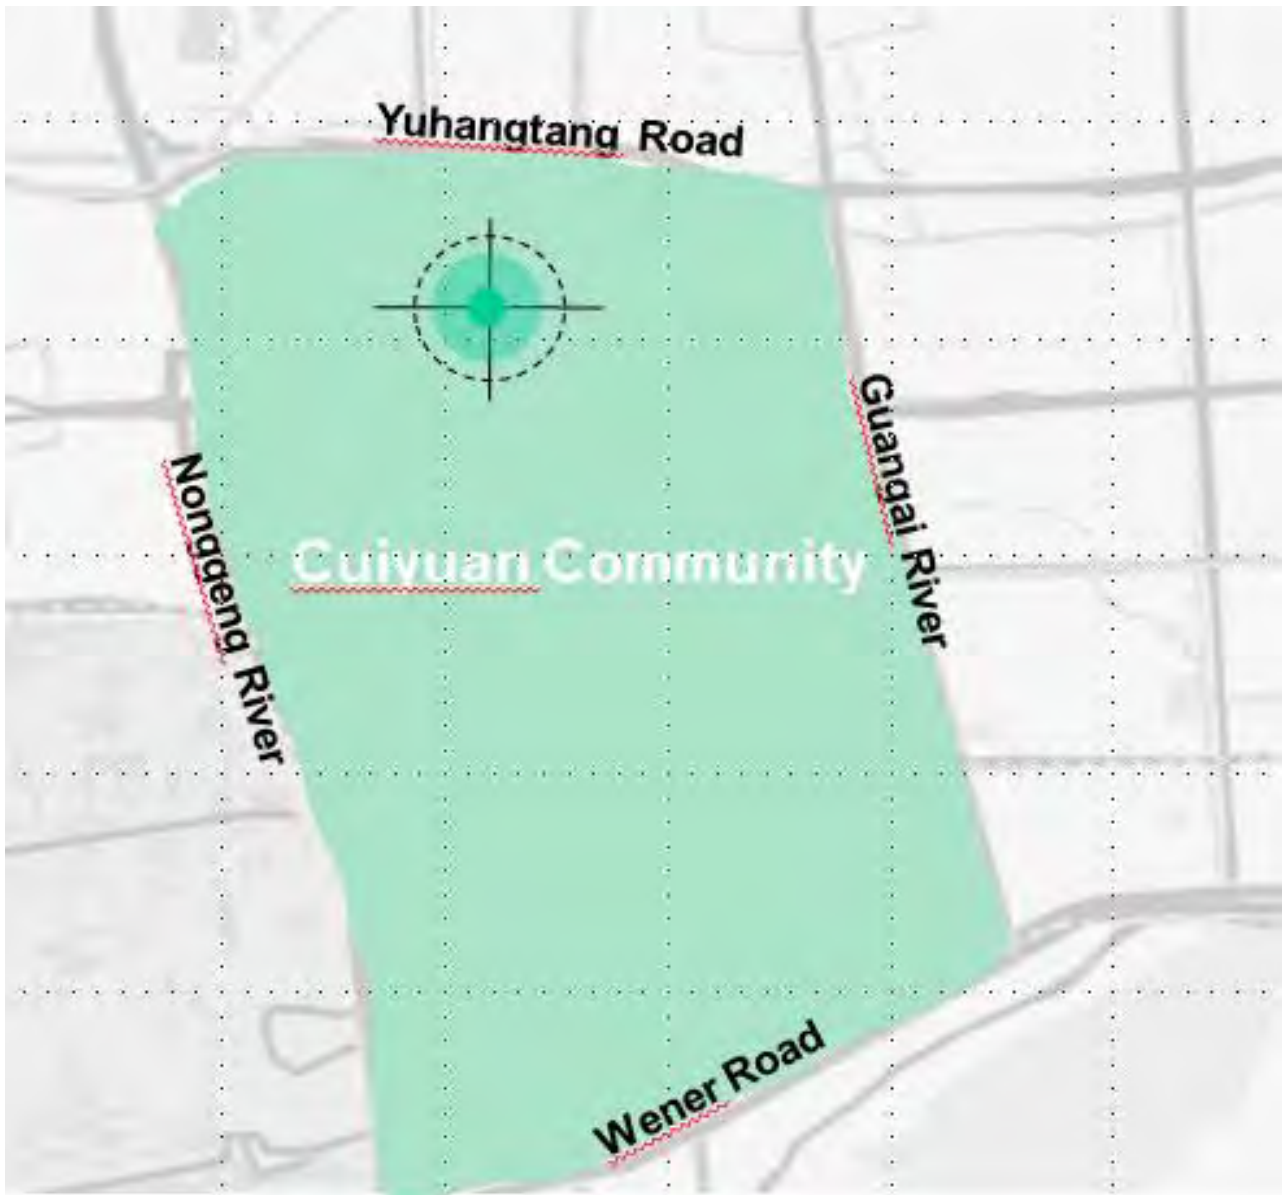 Yuhangtang Road
Guangai River
Nonggeng River
Cuiyuan Community
Wener Road